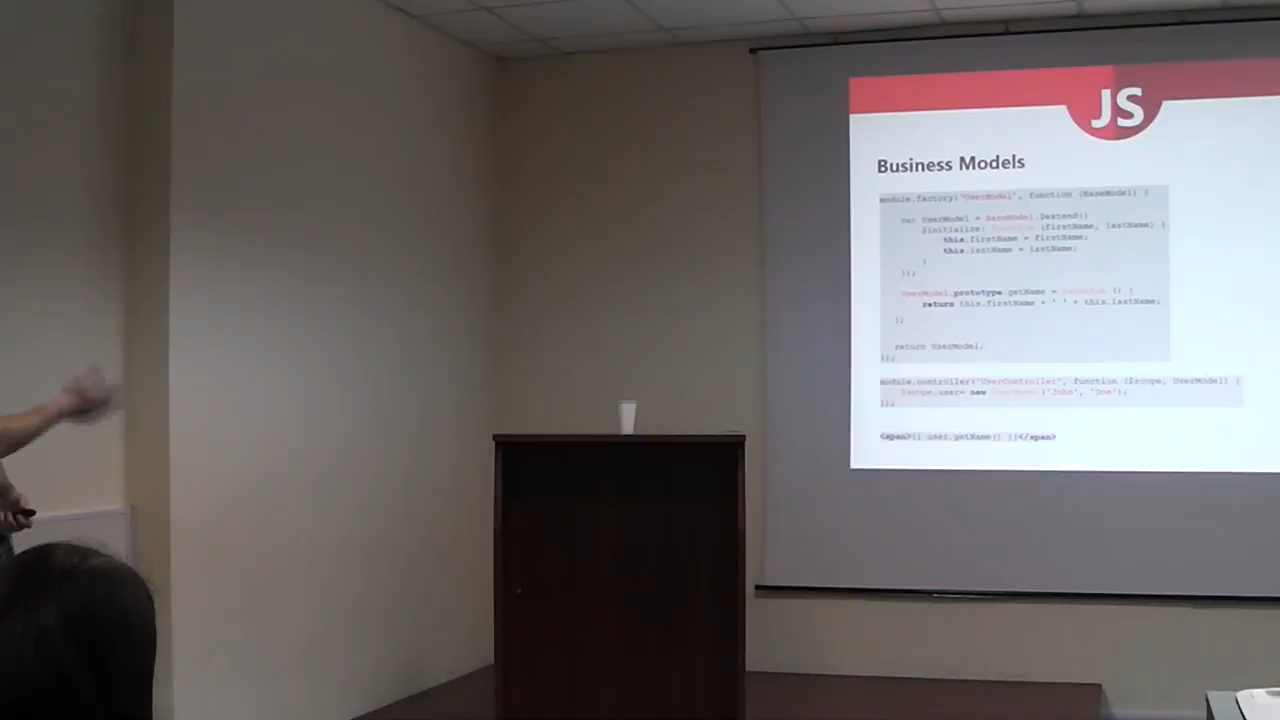 JS
Business Models
module.factory("UserModel", function (BaseModel) {
var UserModel = BaseModel.$extend({
$initialize: function (firstName, lastName) {
this.firstName = firstName;
this.lastName = lastName;
}
});
UserModel.prototype.getName = function () {
return this.firstName + ' ' + this.lastName;
};
return UserModel;
});
module.controller("UserController", function ($scope, UserModel) {
$scope.user= new UserModel('John', 'Doe');
});
<span>{{ user.getName() }}</span>